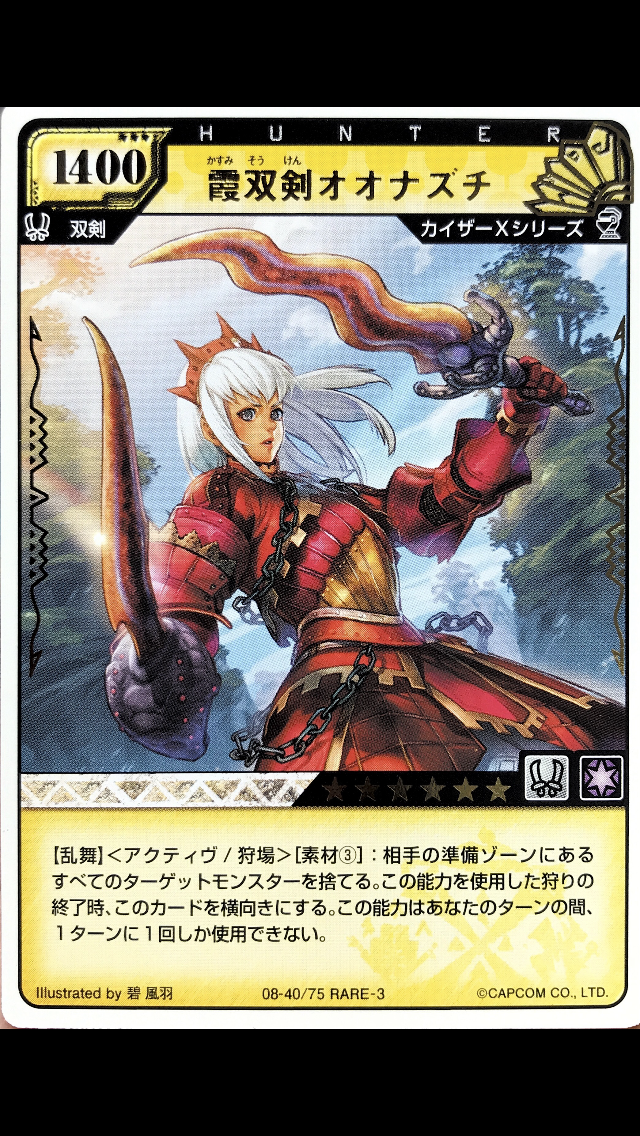 HUNTER
1400
かすみ そう けん
霞双剣オオナズチ
双剣
カイザーXシリーズ
【乱舞】<アクティヴ / 狩場>[素材③]：相手の準備ゾーンにある
すべてのターゲットモンスターを捨てる。この能力を使用した狩りの
終了時、このカードを横向きにする。この能力はあなたのターンの間、
１ターンに１回しか使用できない。
Illustrated by 碧 風羽
08-40/75 RARE-3
©CAPCOM CO., LTD.